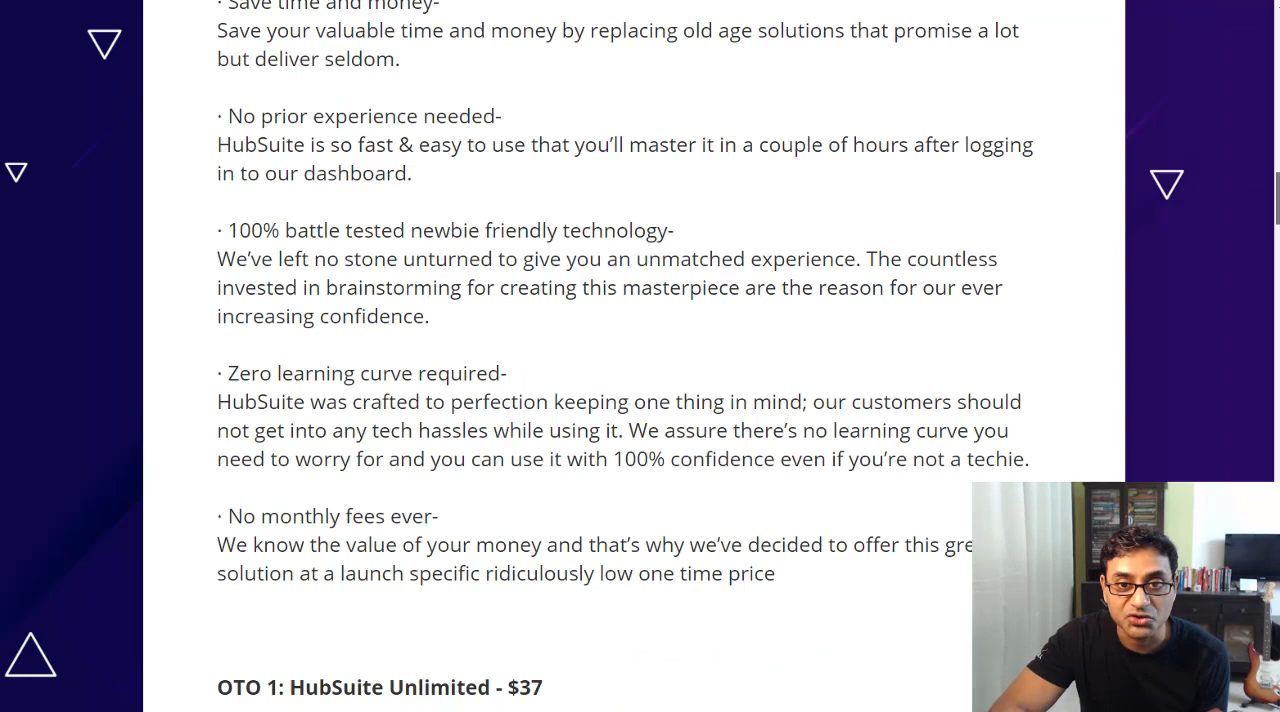 · Save time and money-
Save your valuable time and money by replacing old age solutions that promise a lot
but deliver seldom.
· No prior experience needed-
HubSuite is so fast & easy to use that you’ll master it in a couple of hours after logging
in to our dashboard.
· 100% battle tested newbie friendly technology-
We’ve left no stone unturned to give you an unmatched experience. The countless
invested in brainstorming for creating this masterpiece are the reason for our ever
increasing confidence.
· Zero learning curve required-
HubSuite was crafted to perfection keeping one thing in mind; our customers should
not get into any tech hassles while using it. We assure there’s no learning curve you
need to worry for and you can use it with 100% confidence even if you’re not a techie.
· No monthly fees ever-
We know the value of your money and that’s why we’ve decided to offer this gre
solution at a launch specific ridiculously low one time price
OTO 1: HubSuite Unlimited - $37